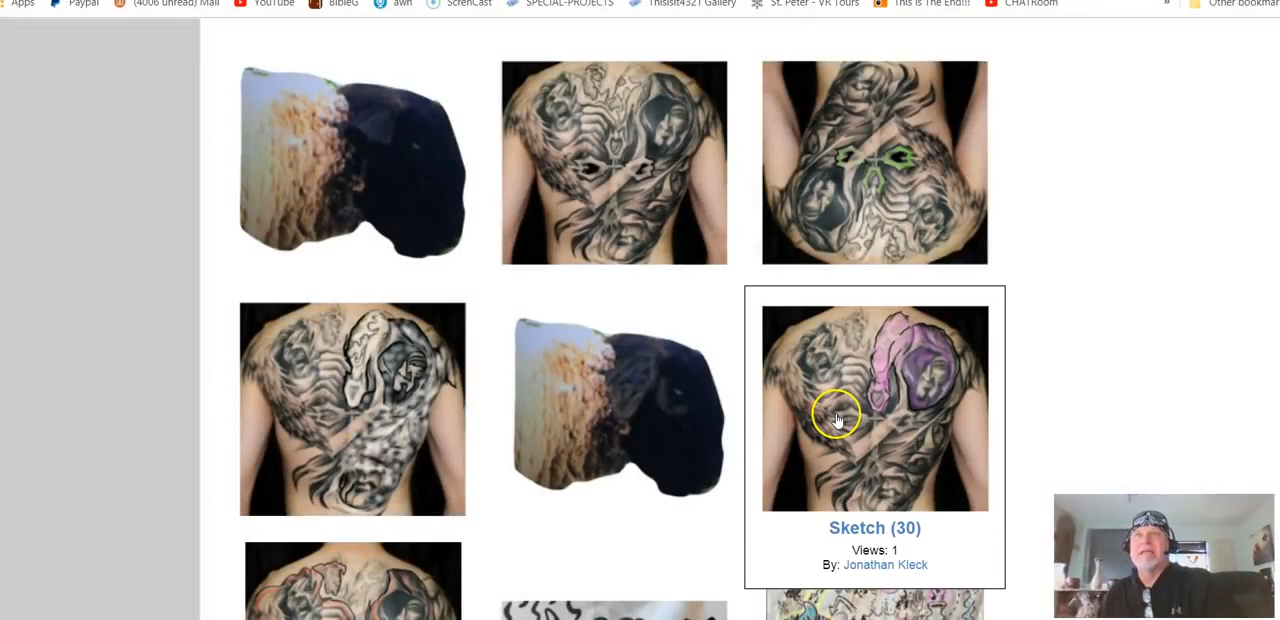 Apps
Paypal
(4006 unread) Mail
YouTube
BibleG
awn
ScrenCast
SPECIAL-PROJECTS
Thisisit4321 Gallery
St. Peter - VR Tours
This Is The End!!!
CHATRoom
»
Other bookmar
Sketch (30)
Views: 1
By: Jonathan Kleck